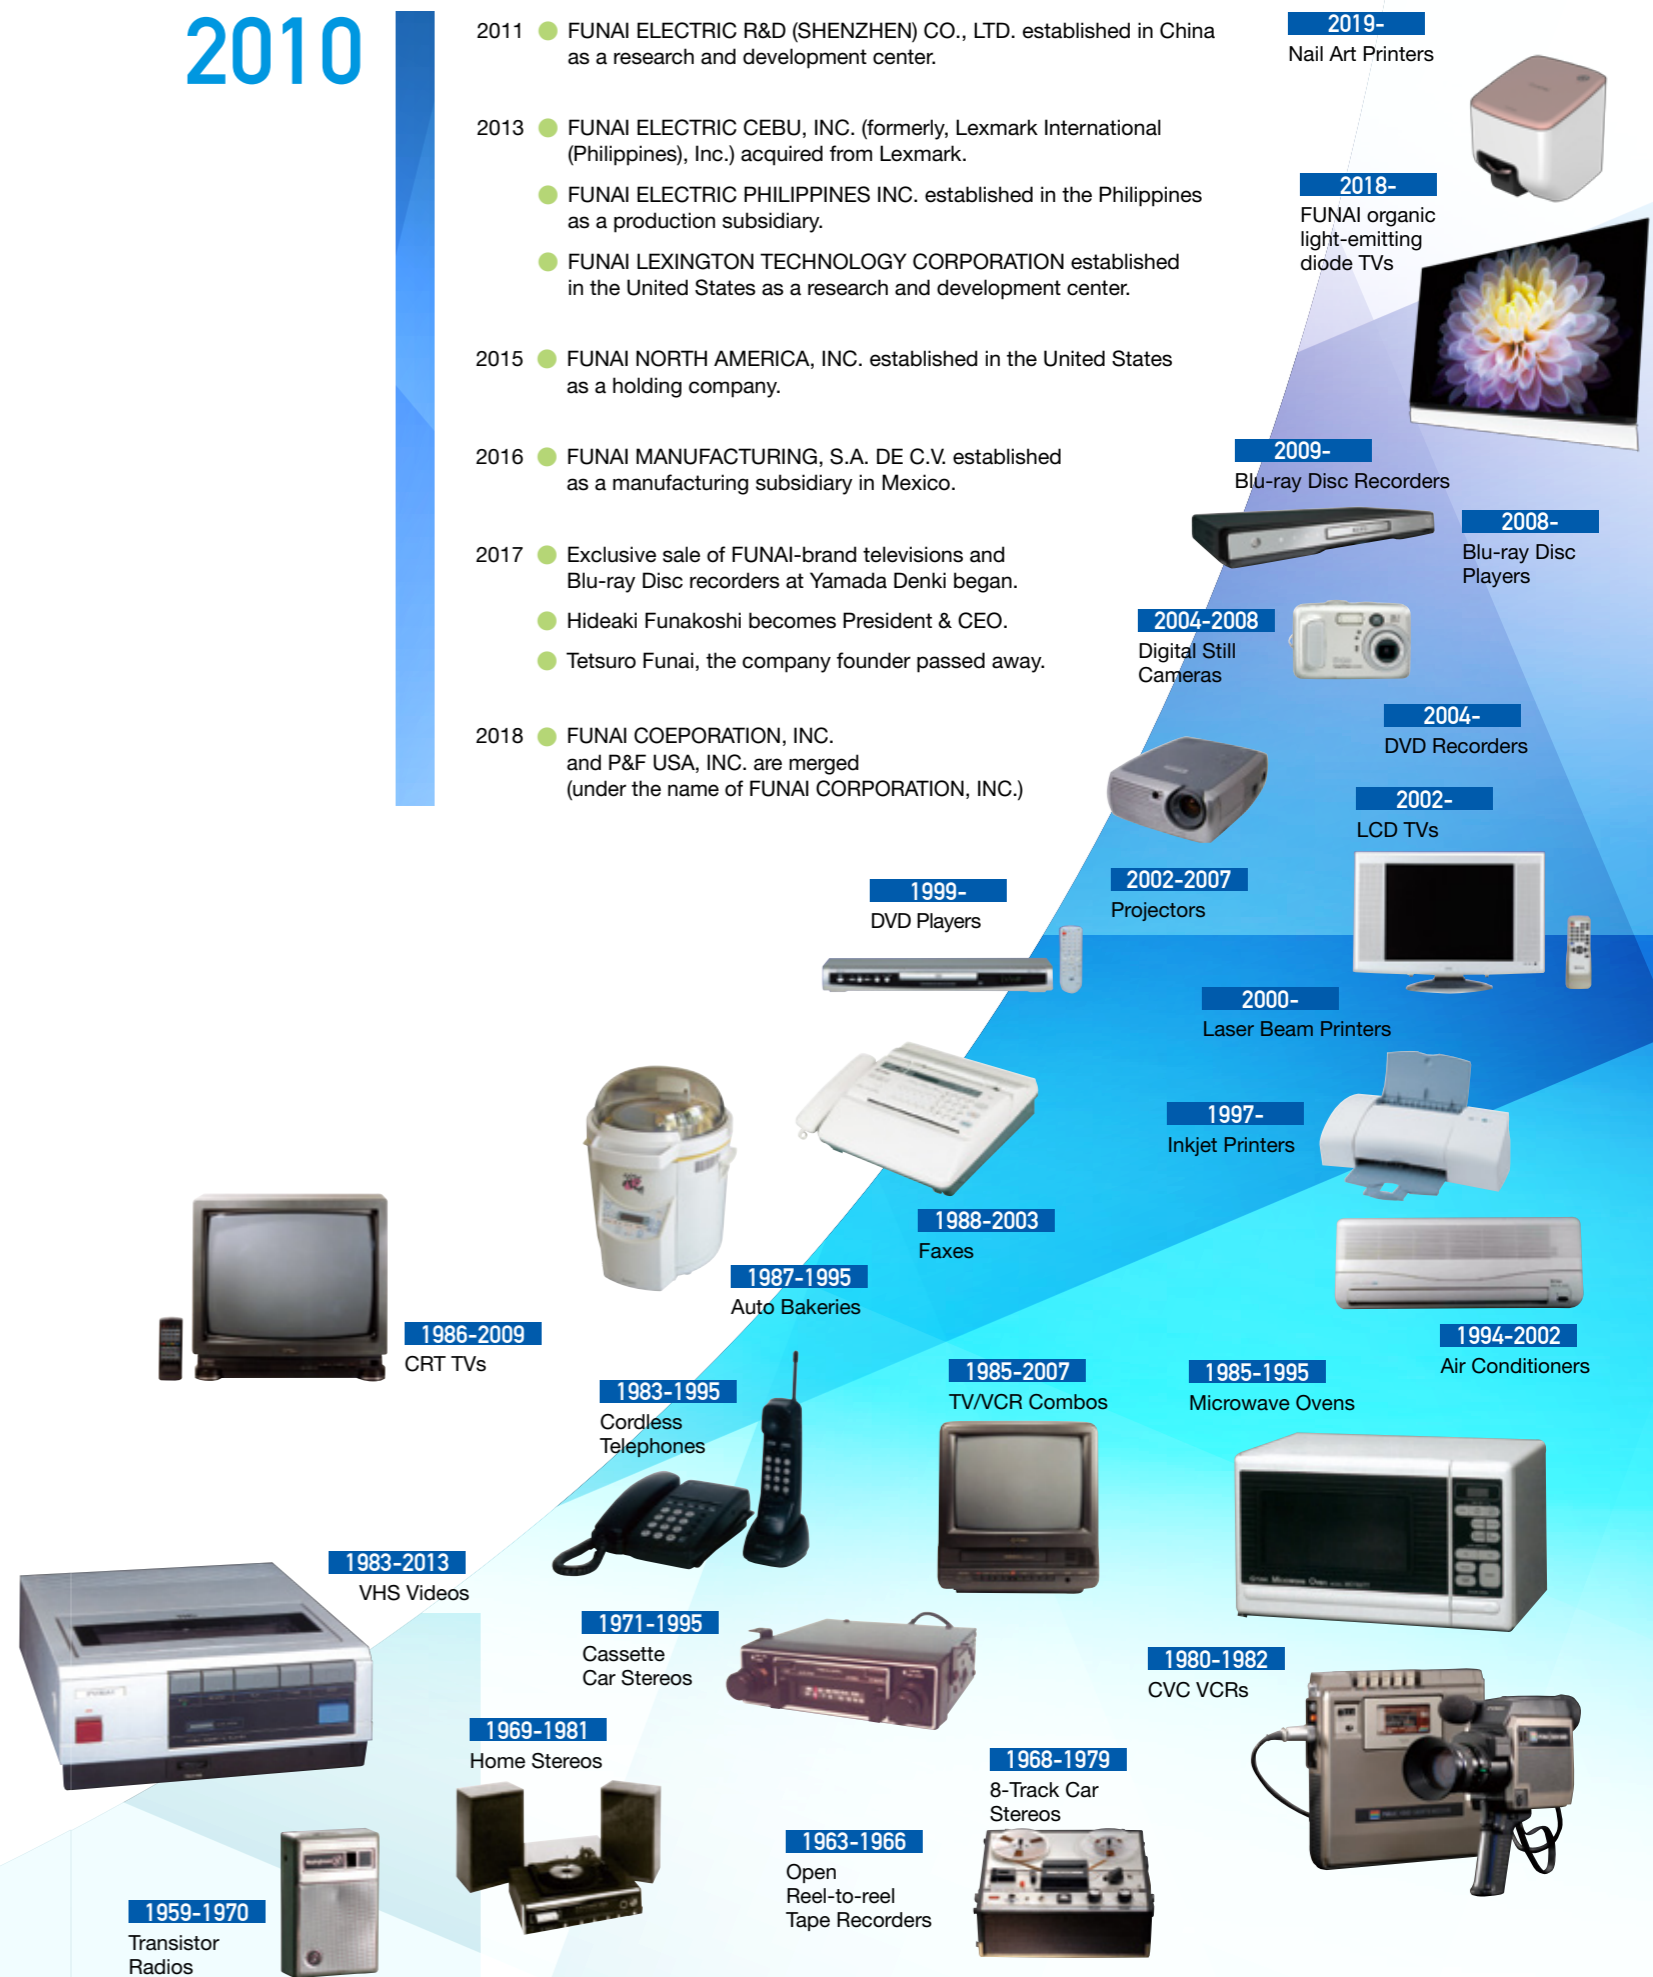 2010
2011
FUNAI ELECTRIC R&D (SHENZHEN) CO., LTD. established in China
as a research and development center.
2013
FUNAI ELECTRIC CEBU, INC. (formerly, Lexmark International
(Philippines), Inc.) acquired from Lexmark.
FUNAI ELECTRIC PHILIPPINES INC. established in the Philippines
as a production subsidiary.
FUNAI LEXINGTON TECHNOLOGY CORPORATION established
in the United States as a research and development center.
2015
FUNAI NORTH AMERICA, INC. established in the United States
as a holding company.
2016
FUNAI MANUFACTURING, S.A. DE C.V. established
as a manufacturing subsidiary in Mexico.
2017
Exclusive sale of FUNAI-brand televisions and
Blu-ray Disc recorders at Yamada Denki began.
Hideaki Funakoshi becomes President & CEO.
Tetsuro Funai, the company founder passed away.
2018
FUNAI COEPORATION, INC.
and P&F USA, INC. are merged
(under the name of FUNAI CORPORATION, INC.)
2019-
Nail Art Printers
2018-
FUNAI organic
light-emitting
diode TVs
2009-
Blu-ray Disc Recorders
2008-
Blu-ray Disc
Players
2004-2008
Digital Still
Cameras
2004-
DVD Recorders
2002-
LCD TVs
2002-2007
Projectors
1999-
DVD Players
2000-
Laser Beam Printers
1997-
Inkjet Printers
1988-2003
Faxes
1987-1995
Auto Bakeries
1986-2009
CRT TVs
1994-2002
Air Conditioners
1983-1995
Cordless
Telephones
1985-2007
TV/VCR Combos
1985-1995
Microwave Ovens
1983-2013
VHS Videos
FUNAI
1971-1995
Cassette
Car Stereos
1980-1982
CVC VCRs
1969-1981
Home Stereos
1968-1979
8-Track Car
Stereos
1963-1966
Open
Reel-to-reel
Tape Recorders
1959-1970
Transistor
Radios